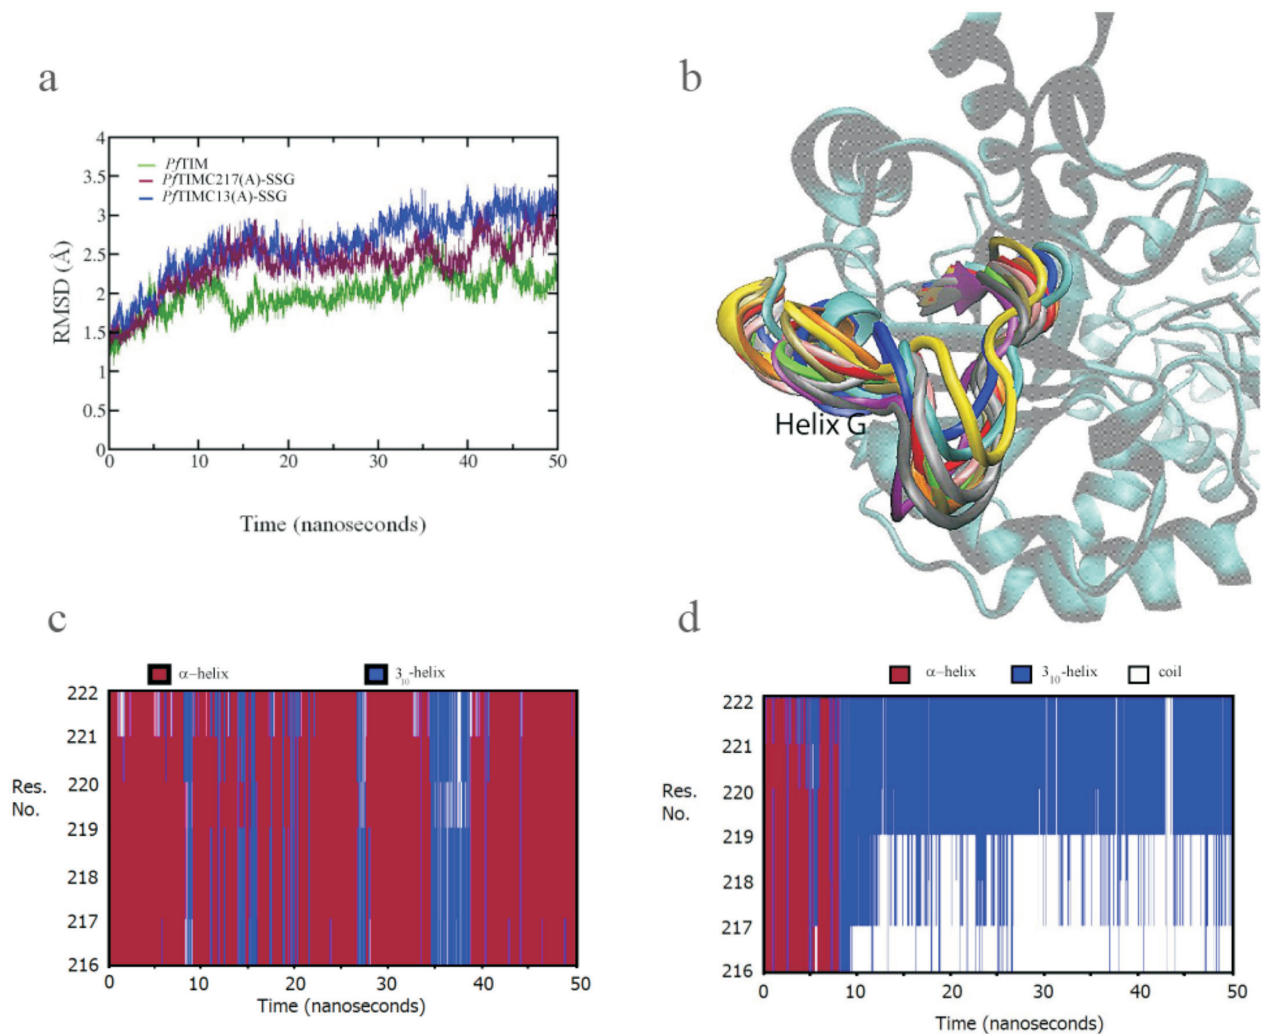 a
b
4
3.5
3
2.5
2
1.5
1
0.5
0
RMSD (Å)
PfTIM
PfTIMC217(A)-SSG
PfTIMC13(A)-SSG
0 10 20 30 40 50
Time (nanoseconds)
Helix G
c
α–helix 3₁₀-helix
222
221
220
219
218
217
216
Res.
No.
0 10 20 30 40 50
Time (nanoseconds)
d
α–helix 3₁₀-helix coil
222
221
220
219
218
217
216
Res.
No.
0 10 20 30 40 50
Time (nanoseconds)